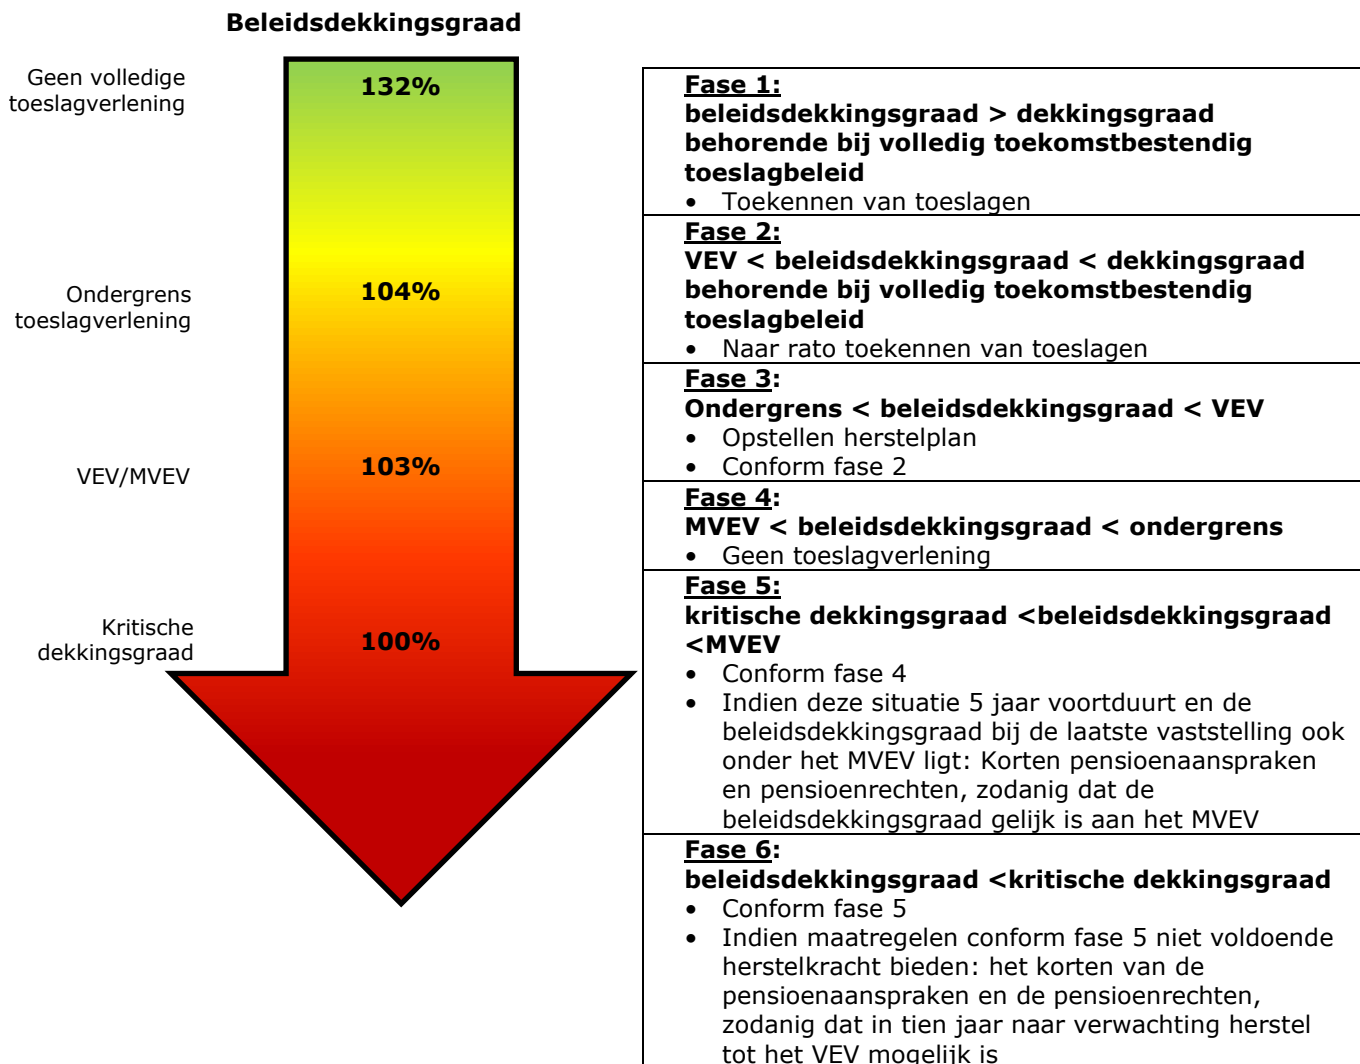 Beleidsdekkingsgraad
Geen volledige
toeslagverlening
132%
Ondergrens
toeslagverlening
104%
VEV/MVEV
103%
Kritische
dekkingsgraad
100%
Fase 1:
beleidsdekkingsgraad > dekkingsgraad
behorende bij volledig toekomstbestendig
toeslagbeleid
• Toekennen van toeslagen
Fase 2:
VEV < beleidsdekkingsgraad < dekkingsgraad
behorende bij volledig toekomstbestendig
toeslagbeleid
• Naar rato toekennen van toeslagen
Fase 3:
Ondergrens < beleidsdekkingsgraad < VEV
• Opstellen herstelplan
• Conform fase 2
Fase 4:
MVEV < beleidsdekkingsgraad < ondergrens
• Geen toeslagverlening
Fase 5:
kritische dekkingsgraad <beleidsdekkingsgraad
<MVEV
• Conform fase 4
• Indien deze situatie 5 jaar voortduurt en de
beleidsdekkingsgraad bij de laatste vaststelling ook
onder het MVEV ligt: Korten pensioenaanspraken
en pensioenrechten, zodanig dat de
beleidsdekkingsgraad gelijk is aan het MVEV
Fase 6:
beleidsdekkingsgraad <kritische dekkingsgraad
• Conform fase 5
• Indien maatregelen conform fase 5 niet voldoende
herstelkracht bieden: het korten van de
pensioenaanspraken en de pensioenrechten,
zodanig dat in tien jaar naar verwachting herstel
tot het VEV mogelijk is